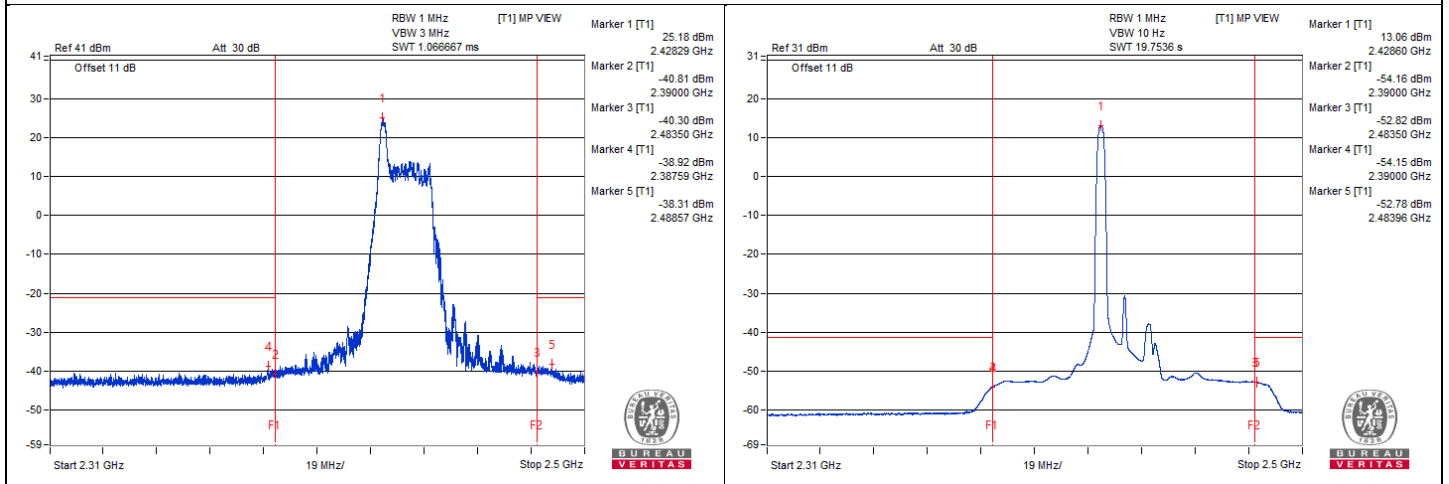 RBW 1 MHz
[T1] MP VIEW
VBW 3 MHz
Ref 41 dBm
Att 30 dB
SWT 1.066667 ms
Offset 11 dB
41
30
20
10
0
-10
-20
-30
-40
-50
-59
1
4
2
3
5
F1
F2
Start 2.31 GHz
19 MHz/
Stop 2.5 GHz
Marker 1 [T1]
25.18 dBm
2.42829 GHz
Marker 2 [T1]
-40.81 dBm
2.39000 GHz
Marker 3 [T1]
-40.30 dBm
2.48350 GHz
Marker 4 [T1]
-38.92 dBm
2.38759 GHz
Marker 5 [T1]
-38.31 dBm
2.48857 GHz
BUREAU VERITAS
1828
BUREAU
VERITAS
RBW 1 MHz
[T1] MP VIEW
VBW 10 Hz
Ref 31 dBm
Att 30 dB
SWT 19.7536 s
Offset 11 dB
31
20
10
0
-10
-20
-30
-40
-50
-60
-69
1
F1
F2
Start 2.31 GHz
19 MHz/
Stop 2.5 GHz
Marker 1 [T1]
13.06 dBm
2.42860 GHz
Marker 2 [T1]
-54.16 dBm
2.39000 GHz
Marker 3 [T1]
-52.82 dBm
2.48350 GHz
Marker 4 [T1]
-54.15 dBm
2.39000 GHz
Marker 5 [T1]
-52.78 dBm
2.48396 GHz
BUREAU VERITAS
1828
BUREAU
VERITAS